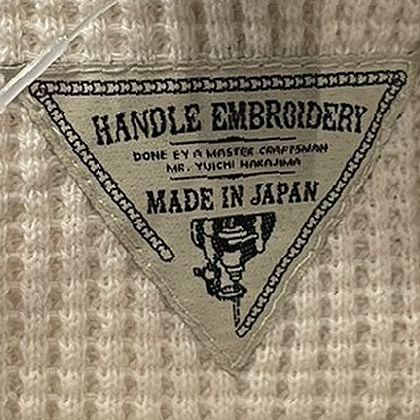 HANDLE EMBROIDERY
DONE BY A MASTER CRAFTSMAN
MR. YUICHI NAKAJIMA
MADE IN JAPAN